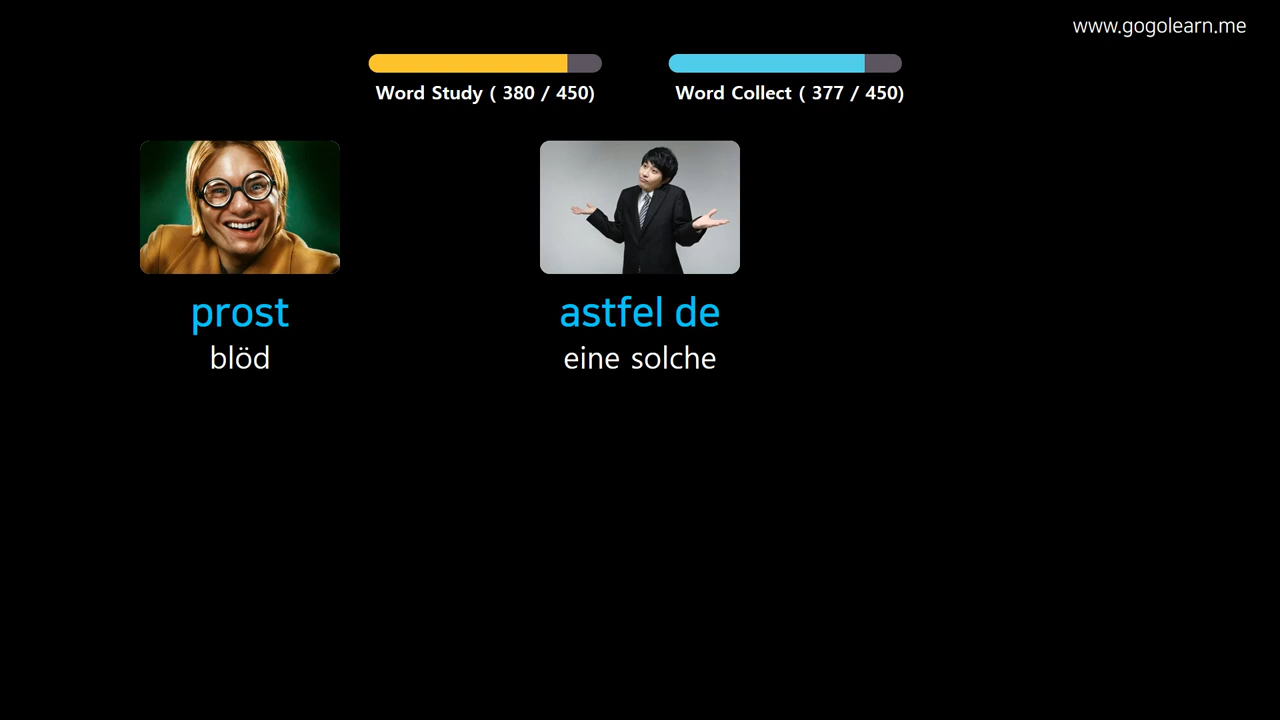 www.gogolearn.me
Word Study ( 380 / 450)
Word Collect ( 377 / 450)
prost
blöd
astfel de
eine solche